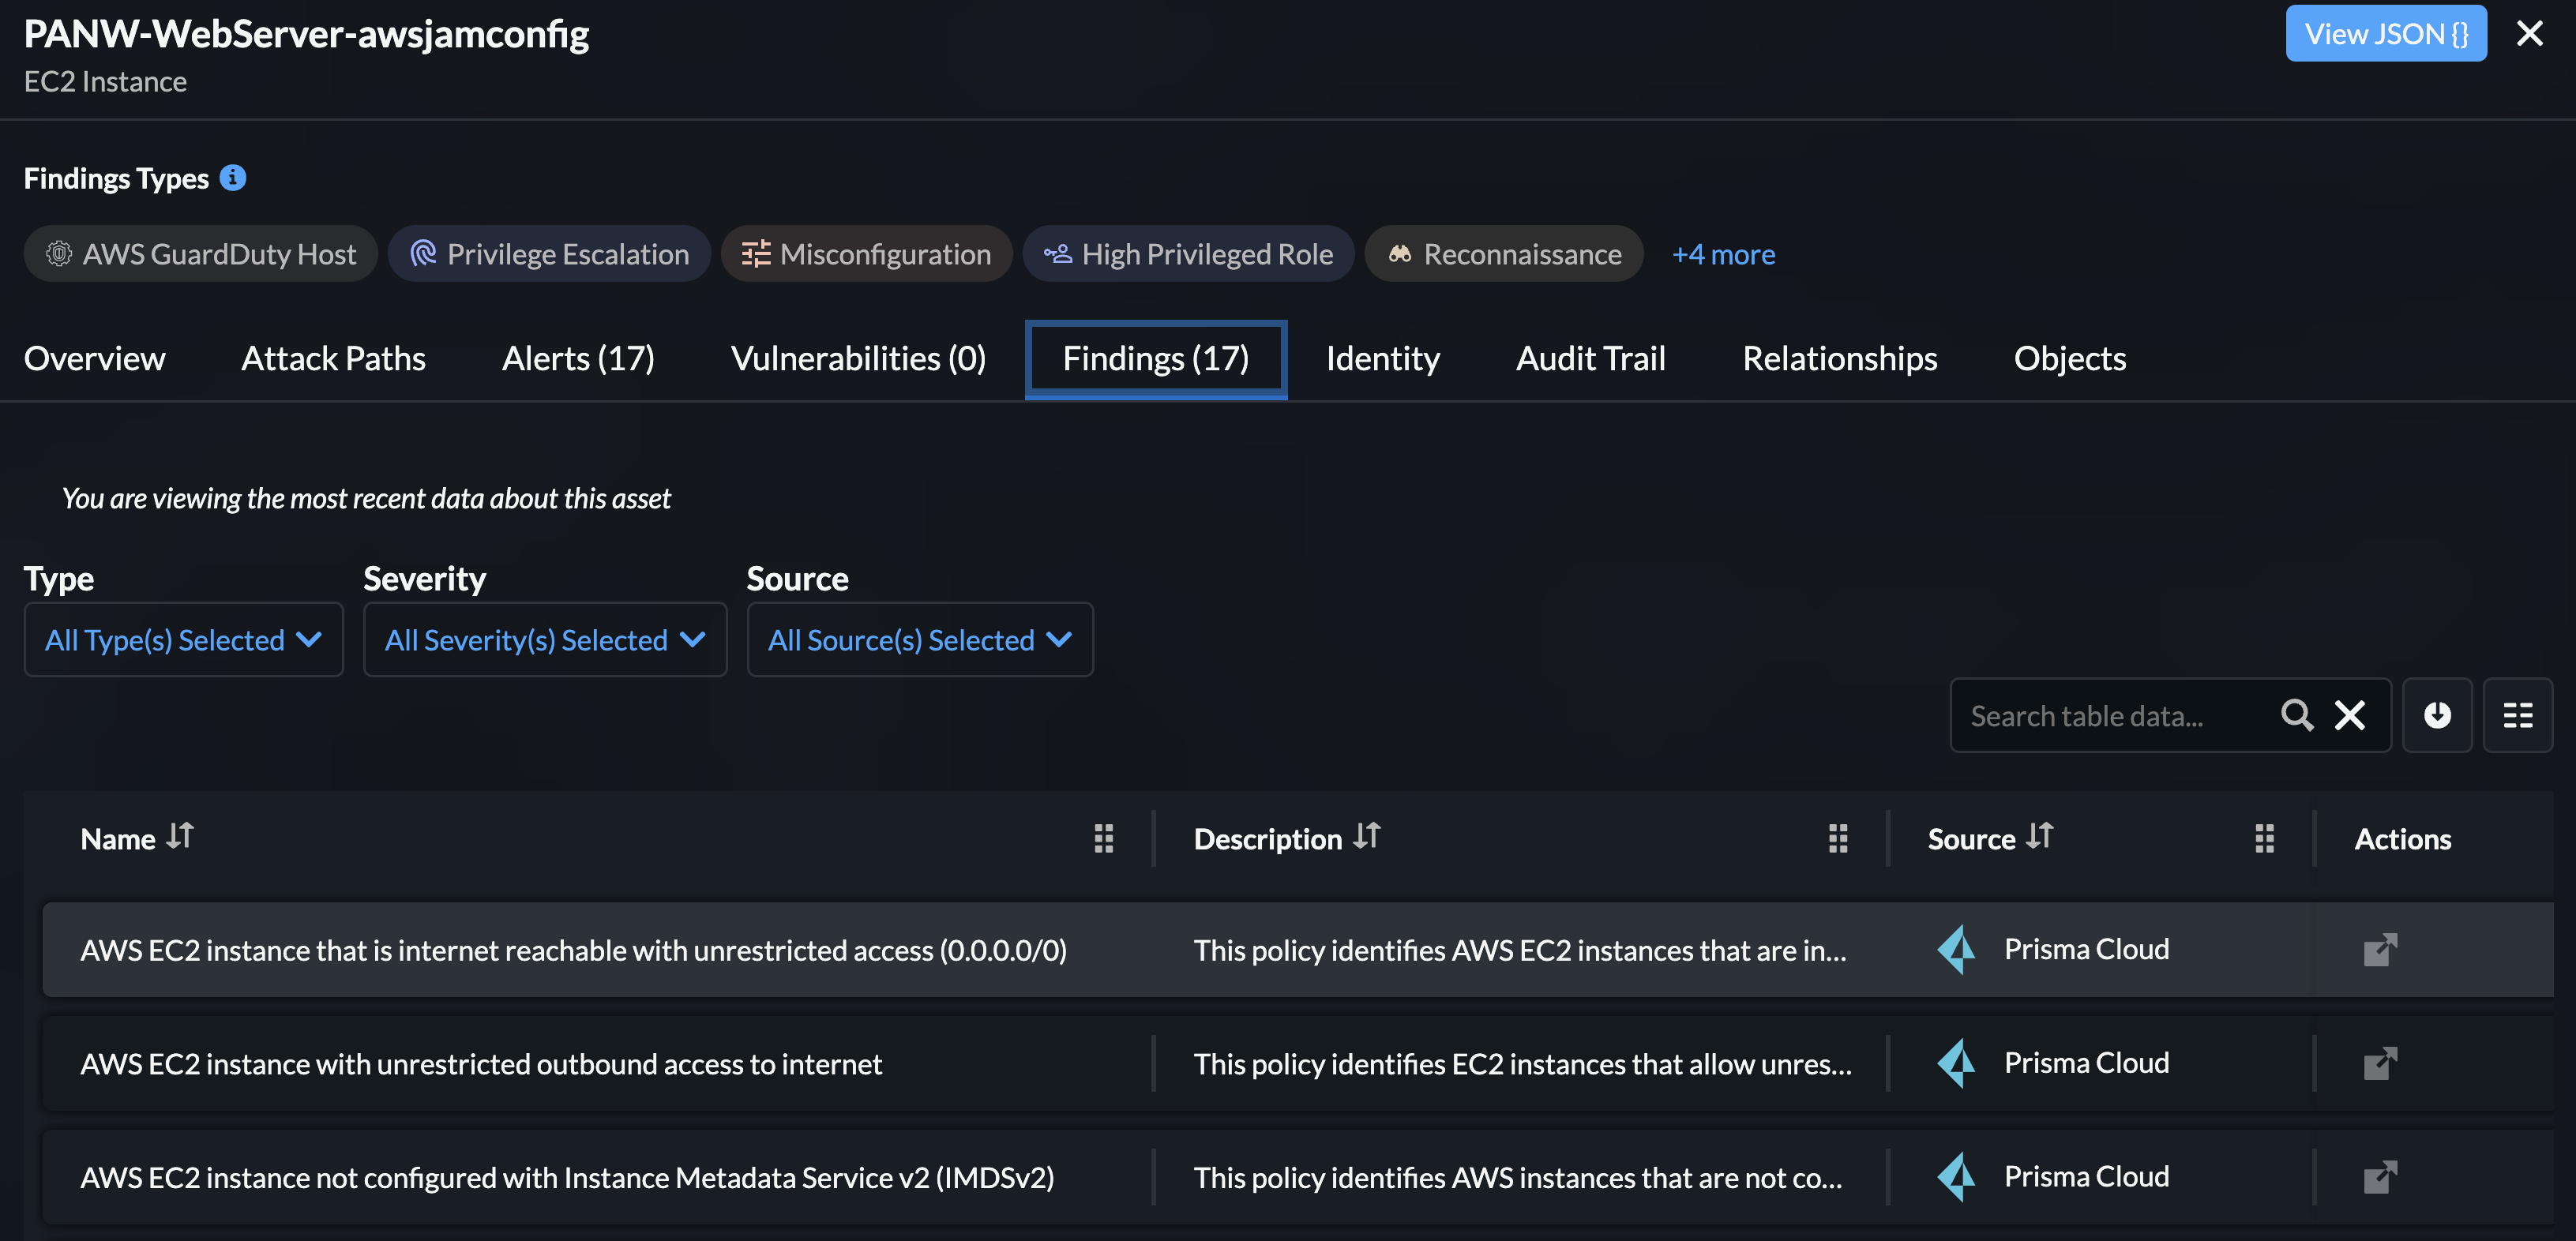 PANW-WebServer-awsjamconfig
View JSON {}
EC2 Instance
Findings Types
AWS GuardDuty Host
Privilege Escalation
Misconfiguration
High Privileged Role
Reconnaissance
+4 more
Overview
Attack Paths
Alerts (17)
Vulnerabilities (0)
Findings (17)
Identity
Audit Trail
Relationships
Objects
You are viewing the most recent data about this asset
Type
Severity
Source
All Type(s) Selected
All Severity(s) Selected
All Source(s) Selected
Search table data...
Name
Description
Source
Actions
AWS EC2 instance that is internet reachable with unrestricted access (0.0.0.0/0)
This policy identifies AWS EC2 instances that are in...
Prisma Cloud
AWS EC2 instance with unrestricted outbound access to internet
This policy identifies EC2 instances that allow unres...
Prisma Cloud
AWS EC2 instance not configured with Instance Metadata Service v2 (IMDSv2)
This policy identifies AWS instances that are not co...
Prisma Cloud